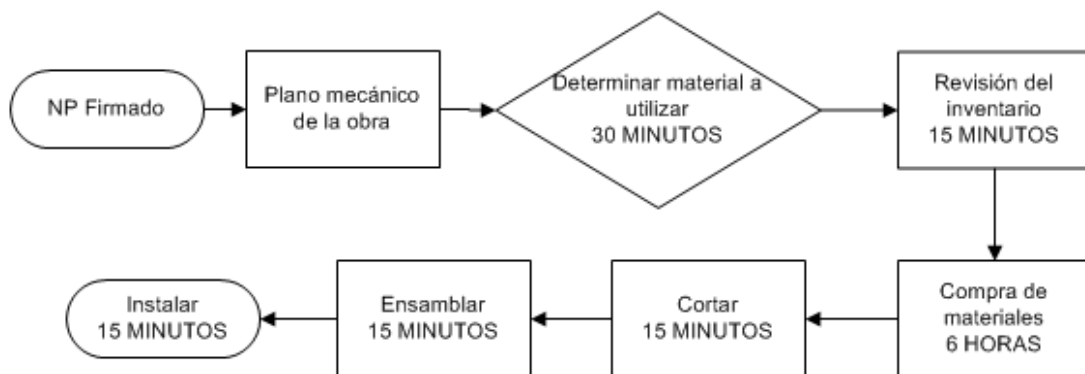 NP Firmado
Plano mecánico
de la obra
Determinar material a
utilizar
30 MINUTOS
Revisión del
inventario
15 MINUTOS
Compra de
materiales
6 HORAS
Cortar
15 MINUTOS
Ensamblar
15 MINUTOS
Instalar
15 MINUTOS